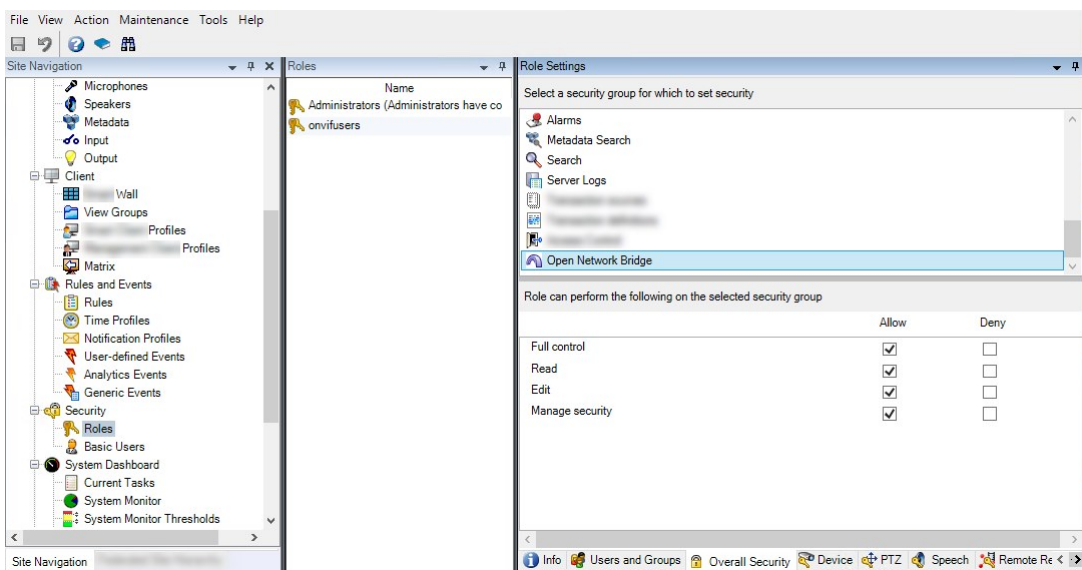 File View Action Maintenance Tools Help
Site Navigation
Microphones
Speakers
Metadata
Input
Output
Client
Wall
View Groups
Profiles
Profiles
Matrix
Rules and Events
Rules
Time Profiles
Notification Profiles
User-defined Events
Analytics Events
Generic Events
Security
Roles
Basic Users
System Dashboard
Current Tasks
System Monitor
System Monitor Thresholds
Site Navigation
Roles
Name
Administrators (Administrators have co
onvifusers
Role Settings
Select a security group for which to set security
Alarms
Metadata Search
Search
Server Logs
Open Network Bridge
Role can perform the following on the selected security group
Allow Deny
Full control
Read
Edit
Manage security
Info Users and Groups Overall Security Device PTZ Speech Remote Re